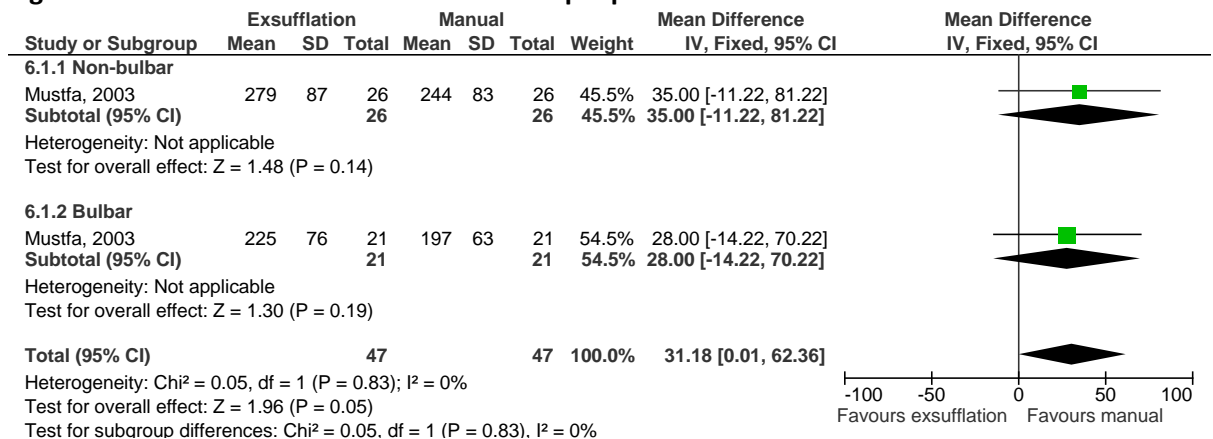 Exsufflation Manual Mean Difference Mean Difference
Study or Subgroup Mean SD Total Mean SD Total Weight IV, Fixed, 95% CI IV, Fixed, 95% CI
6.1.1 Non-bulbar
Mustfa, 2003 279 87 26 244 83 26 45.5% 35.00 [-11.22, 81.22]
Subtotal (95% CI) 26 26 45.5% 35.00 [-11.22, 81.22]
Heterogeneity: Not applicable
Test for overall effect: Z = 1.48 (P = 0.14)
6.1.2 Bulbar
Mustfa, 2003 225 76 21 197 63 21 54.5% 28.00 [-14.22, 70.22]
Subtotal (95% CI) 21 21 54.5% 28.00 [-14.22, 70.22]
Heterogeneity: Not applicable
Test for overall effect: Z = 1.30 (P = 0.19)
Total (95% CI) 47 47 100.0% 31.18 [0.01, 62.36]
Heterogeneity: Chi² = 0.05, df = 1 (P = 0.83); I² = 0%
Test for overall effect: Z = 1.96 (P = 0.05)
Test for subgroup differences: Chi² = 0.05, df = 1 (P = 0.83), I² = 0%
-100 -50 0 50 100
Favours exsufflation Favours manual